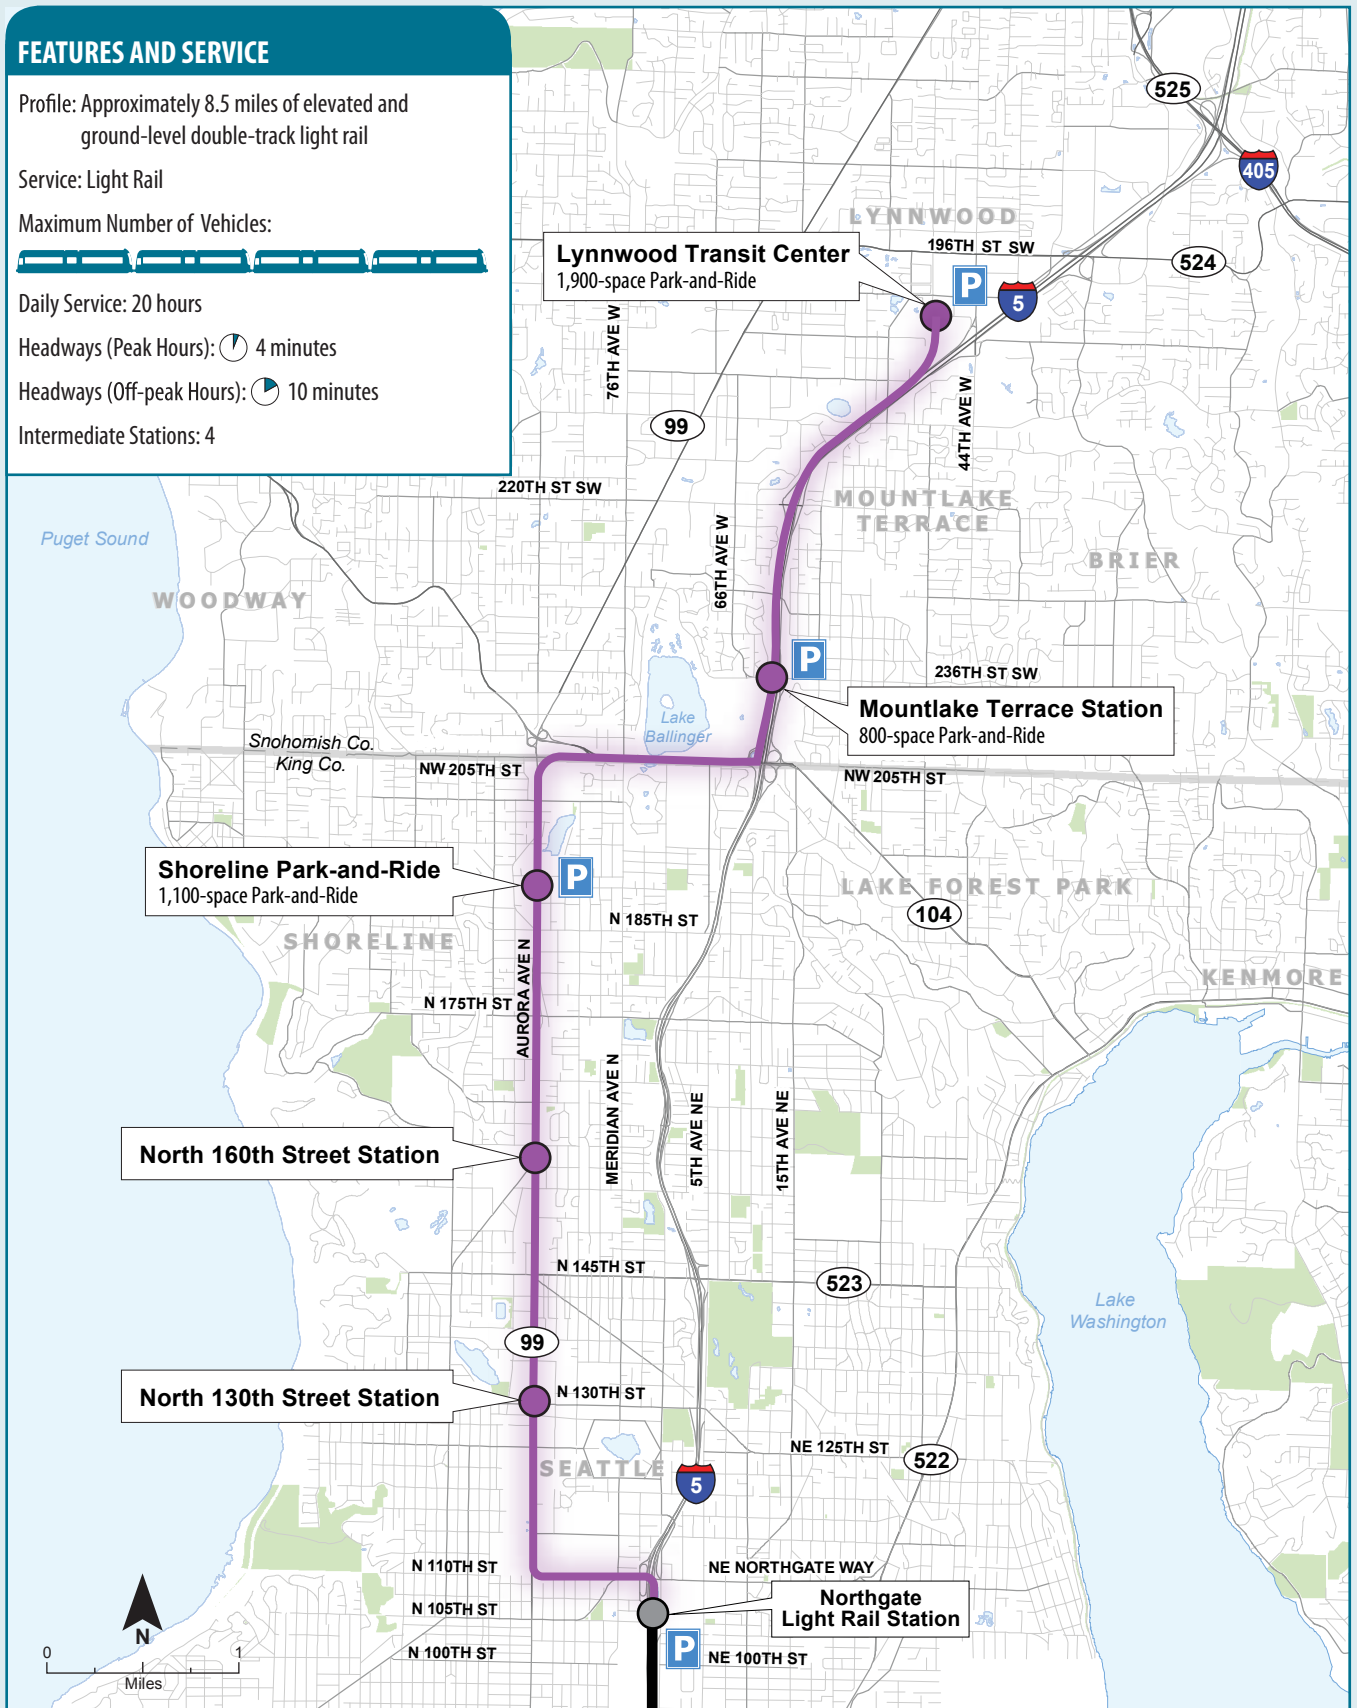 FEATURES AND SERVICE
Profile: Approximately 8.5 miles of elevated and
ground-level double-track light rail
Service: Light Rail
Maximum Number of Vehicles:
Daily Service: 20 hours
Headways (Peak Hours): 4 minutes
Headways (Off-peak Hours): 10 minutes
Intermediate Stations: 4
525
405
LYNNWOOD
196TH ST SW
524
Lynnwood Transit Center
1,900-space Park-and-Ride
P
5
76TH AVE W
99
44TH AVE W
220TH ST SW
MOUNTLAKE
TERRACE
Puget Sound
66TH AVE W
BRIER
WOODWAY
P
236TH ST SW
Mountlake Terrace Station
800-space Park-and-Ride
Lake
Ballinger
Snohomish Co.
King Co.
NW 205TH ST
NW 205TH ST
Shoreline Park-and-Ride
1,100-space Park-and-Ride
P
LAKE FOREST PARK
104
N 185TH ST
SHORELINE
AURORA AVE N
KENMORE
N 175TH ST
MERIDIAN AVE N
5TH AVE NE
15TH AVE NE
North 160th Street Station
N 145TH ST
523
Lake
Washington
99
North 130th Street Station
N 130TH ST
NE 125TH ST
522
SEATTLE
5
N 110TH ST
NE NORTHGATE WAY
Northgate
Light Rail Station
N 105TH ST
N
P
N 100TH ST
NE 100TH ST
0 1
Miles